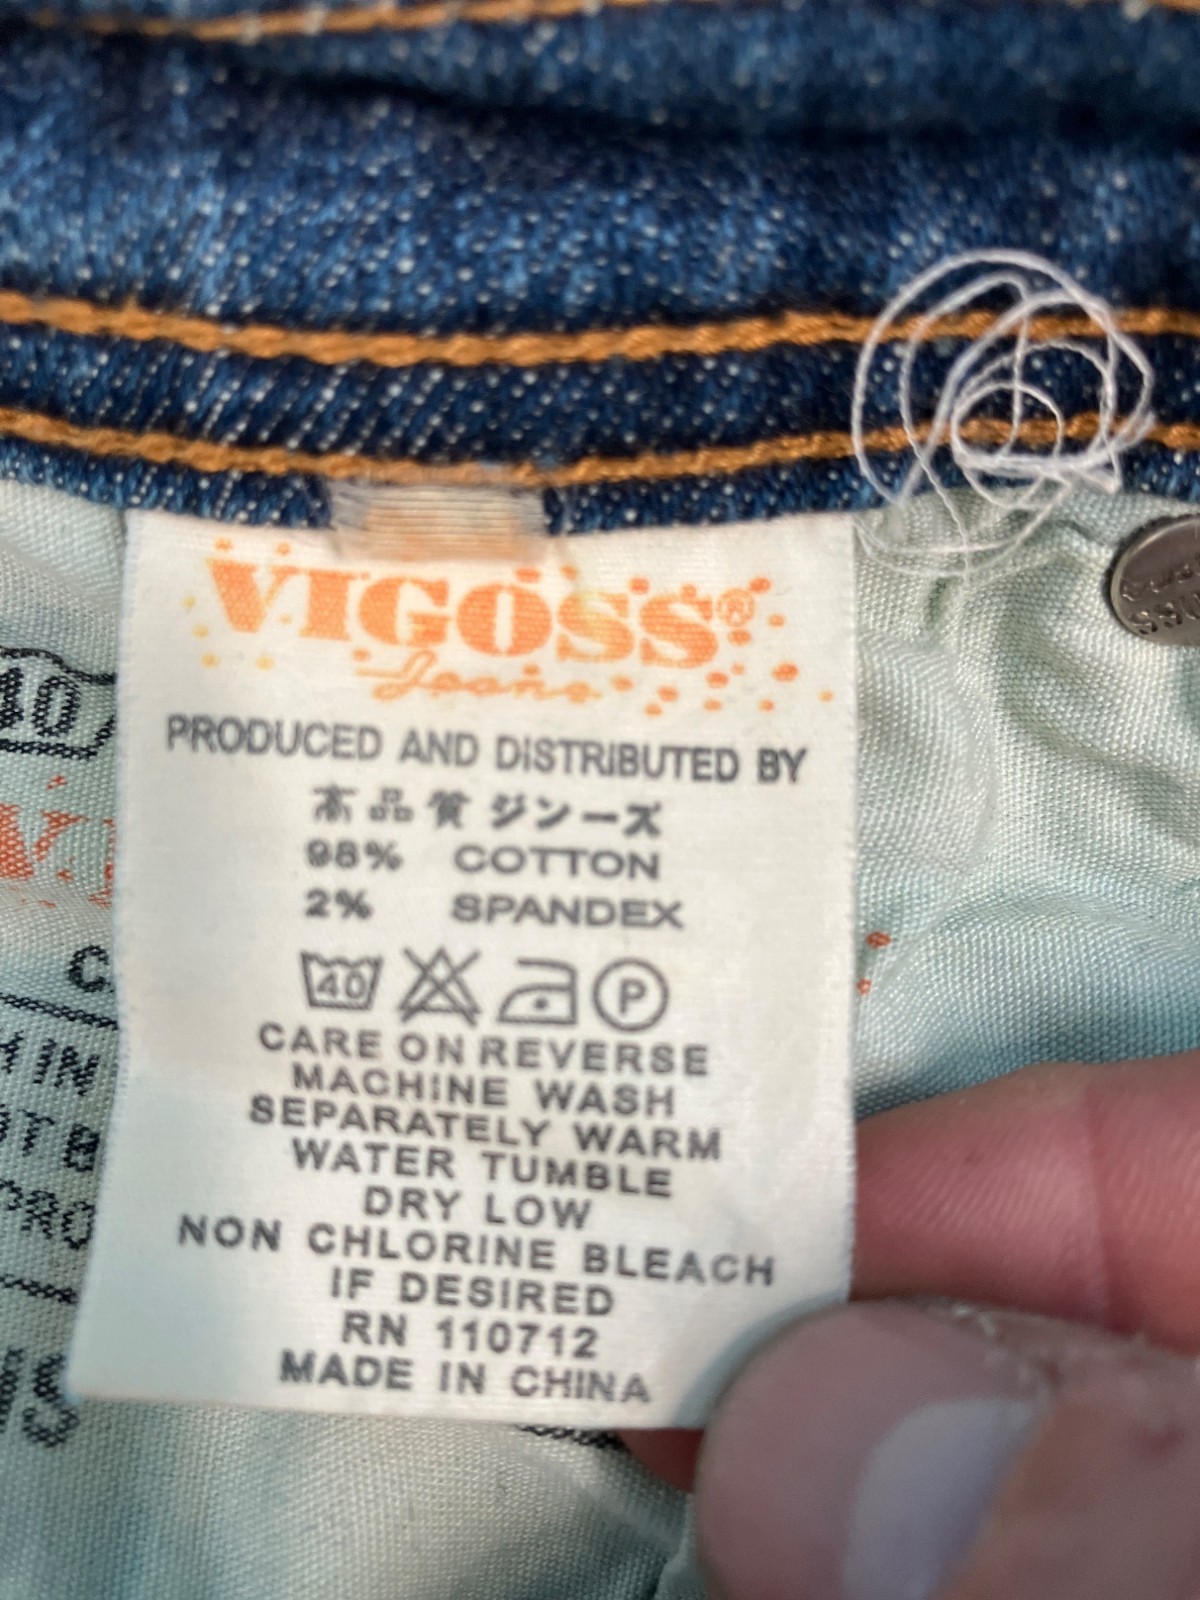 VIGOSS®
Jeans
PRODUCED AND DISTRIBUTED BY
高品質ジンーズ
98% COTTON
2% SPANDEX
40 P
CARE ON REVERSE
MACHINE WASH
SEPARATELY WARM
WATER TUMBLE
DRY LOW
NON CHLORINE BLEACH
IF DESIRED
RN 110712
MADE IN CHINA
40